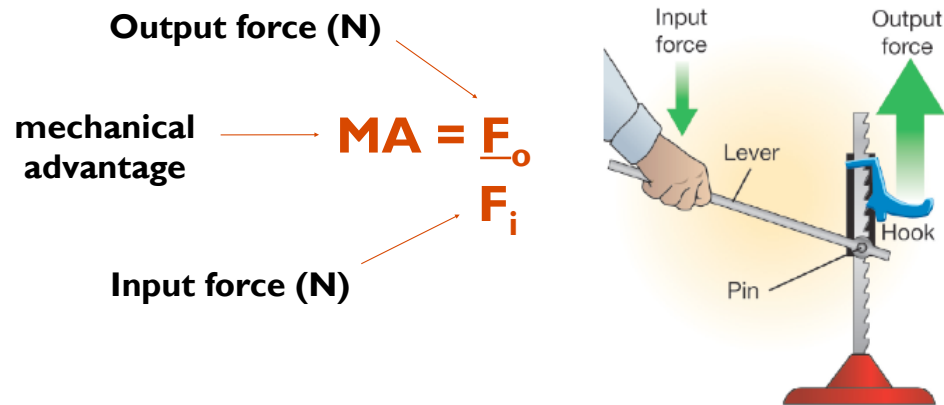 Output force (N)
mechanical
advantage
MA = Fo
Fi
Input force (N)
Input
force
Output
force
Lever
Hook
Pin